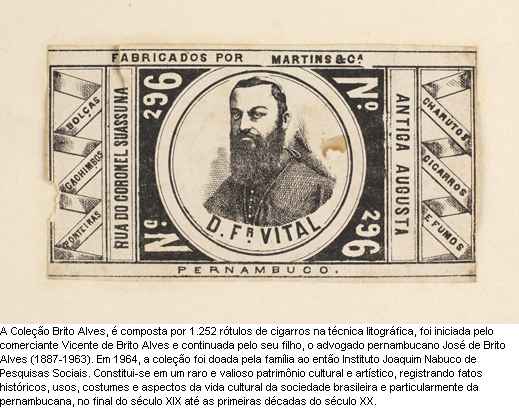 FABRICADOS POR MARTINS & Cª
BOLÇAS
CACHIMBOS
PONTEIRAS
RUA DO CORONEL SUASSUNA
Nº 296
Nº 296
D. Fr VITAL
Nº 296
296
ANTIGA AUGUSTA
CHARUTOS
CIGARROS
E FUMOS
PERNAMBUCO.
A Coleção Brito Alves, é composta por 1.252 rótulos de cigarros na técnica litográfica, foi iniciada pelo
comerciante Vicente de Brito Alves e continuada pelo seu filho, o advogado pernambucano José de Brito
Alves (1887-1963). Em 1964, a coleção foi doada pela família ao então Instituto Joaquim Nabuco de
Pesquisas Sociais. Constitui-se em um raro e valioso patrimônio cultural e artístico, registrando fatos
históricos, usos, costumes e aspectos da vida cultural da sociedade brasileira e particularmente da
pernambucana, no final do século XIX até as primeiras décadas do século XX.